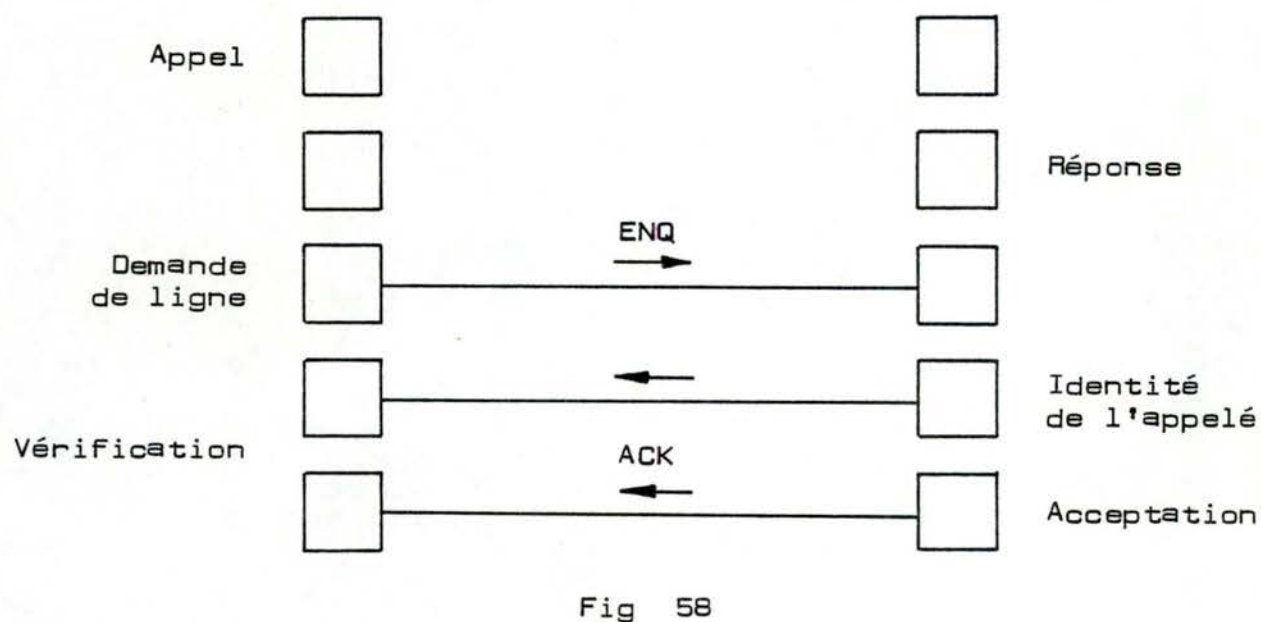 Appel
Réponse
ENQ
Demande
de ligne
Identité
de l'appelé
Vérification
ACK
Acceptation
Fig 58